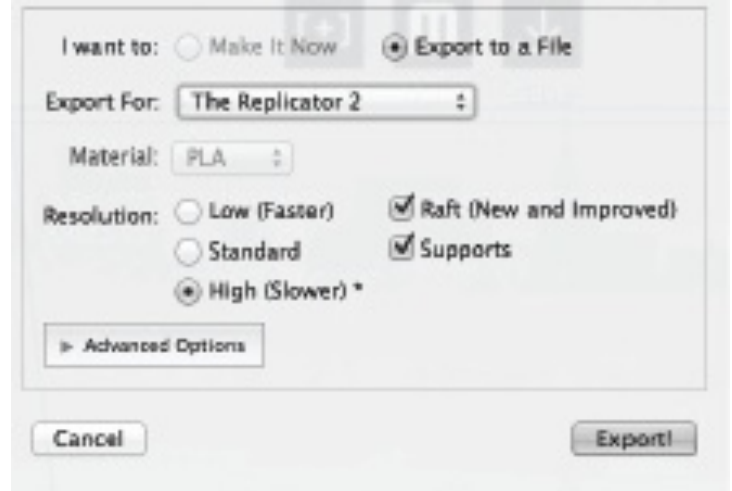 I want to: Make It Now Export to a File
Export For: The Replicator 2
Material: PLA
Resolution: Low (Faster) Raft (New and Improved)
Standard Supports
High (Slower) *
Advanced Options
Cancel Export!